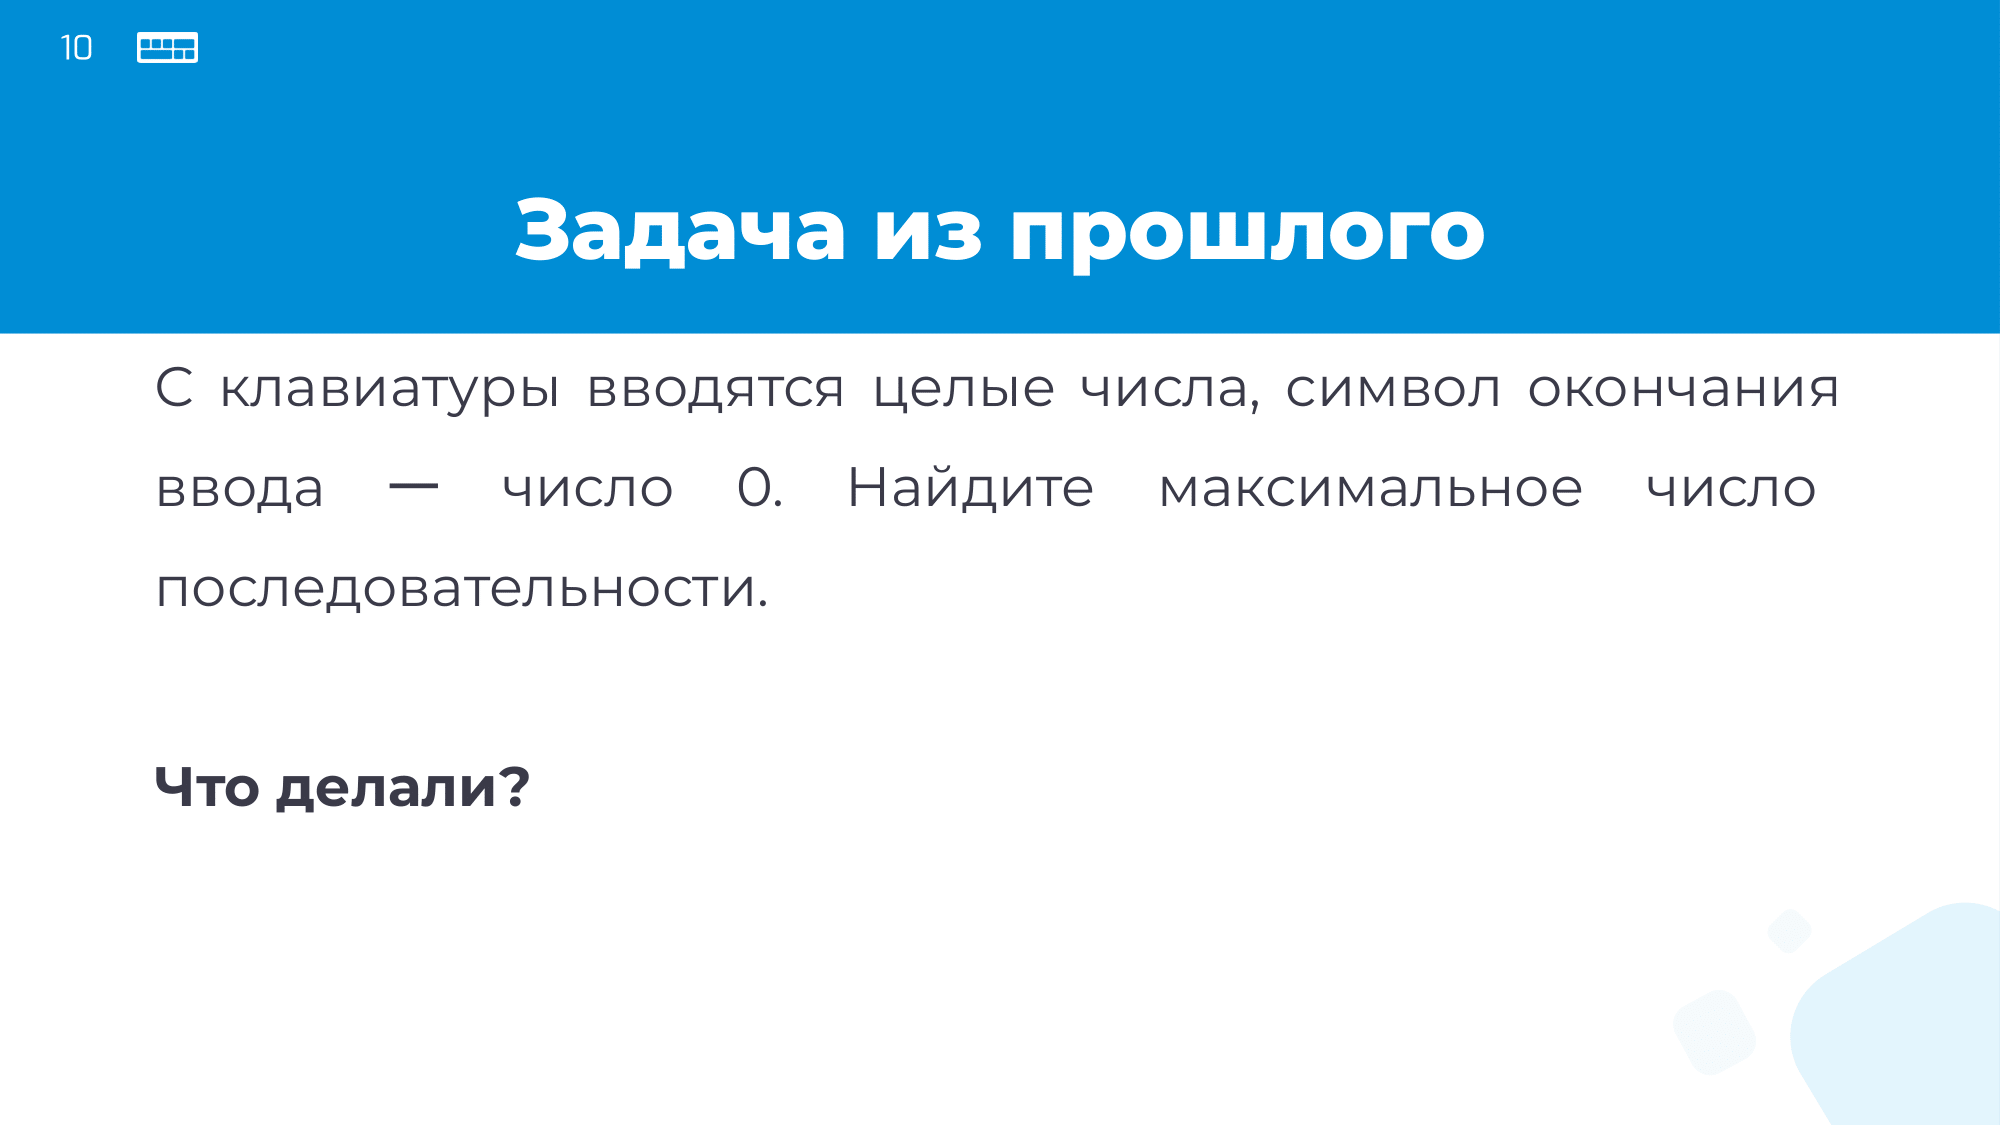 10
Задача из прошлого
С клавиатуры вводятся целые числа, символ окончания
ввода — число 0. Найдите максимальное число
последовательности.
Что делали?